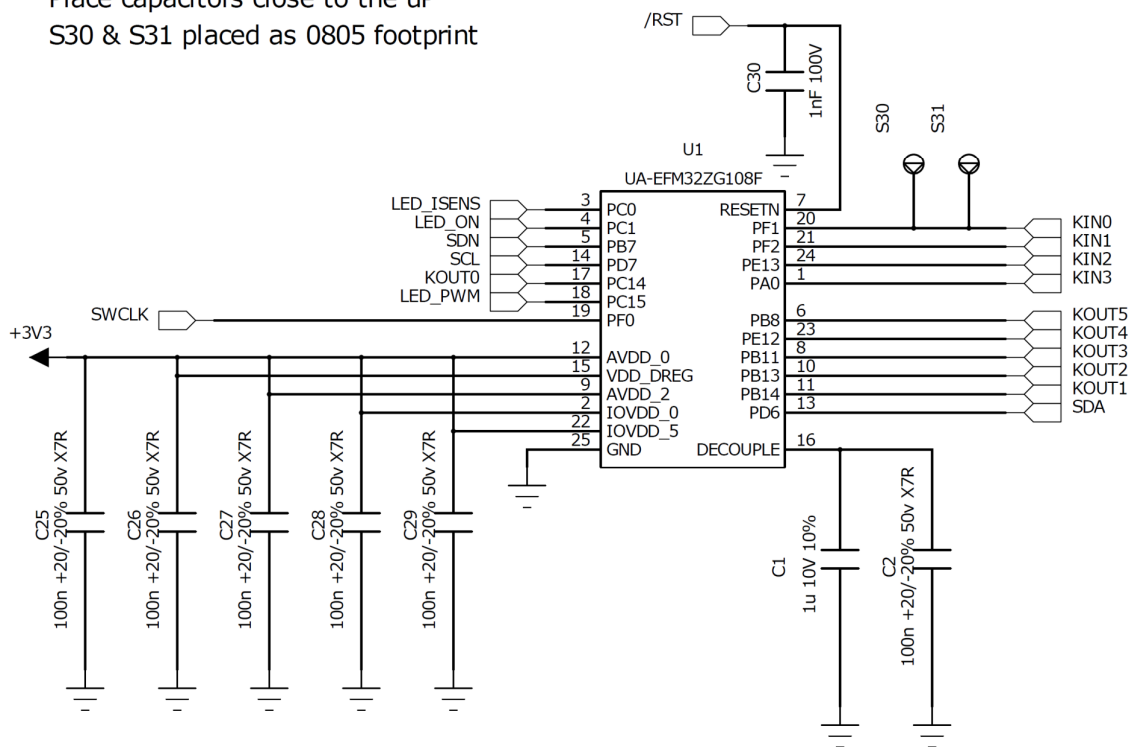 Place capacitors close to the uP
S30 & S31 placed as 0805 footprint
/RST
C30
1nF 100V
S30
S31
U1
UA-EFM32ZG108F
LED_ISENS 3 PC0
LED_ON 4 PC1
SDN 5 PB7
SCL 14 PD7
KOUT0 17 PC14
LED_PWM 18 PC15
SWCLK 19 PF0
+3V3
12 AVDD_0
15 VDD_DREG
9 AVDD_2
2 IOVDD_0
22 IOVDD_5
25 GND
RESETN 7
PF1 20 KIN0
PF2 21 KIN1
PE13 24 KIN2
PA0 1 KIN3
PB8 6 KOUT5
PE12 23 KOUT4
PB11 8 KOUT3
PB13 10 KOUT2
PB14 11 KOUT1
PD6 13 SDA
DECOUPLE 16
C25
100n +20/-20% 50v X7R
C26
100n +20/-20% 50v X7R
C27
100n +20/-20% 50v X7R
C28
100n +20/-20% 50v X7R
C29
100n +20/-20% 50v X7R
C1
1u 10V 10%
C2
100n +20/-20% 50v X7R